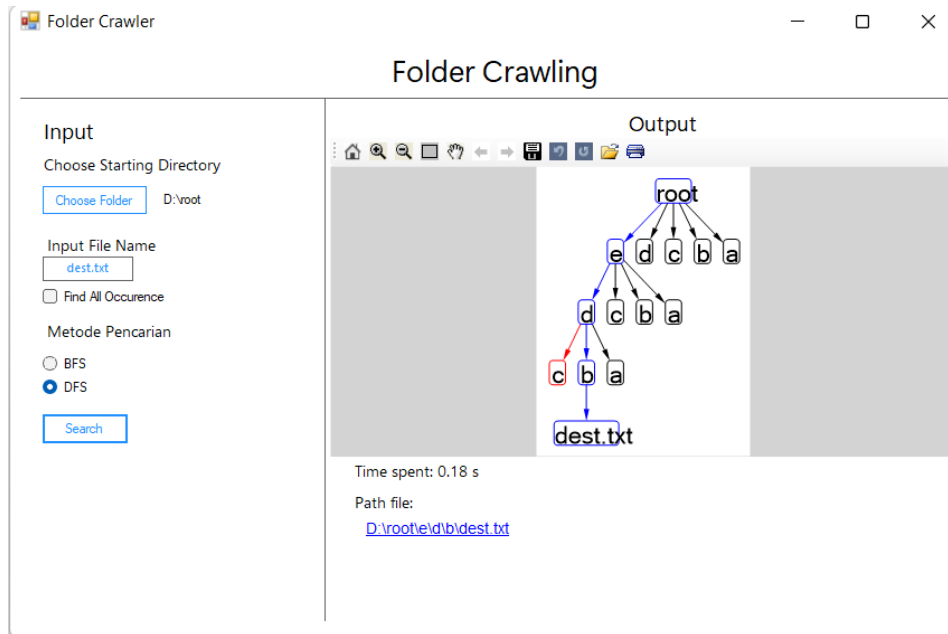 Folder Crawler
Folder Crawling
Input
Choose Starting Directory
Choose Folder D:\root
Input File Name
dest.txt
Find All Occurence
Metode Pencarian
BFS
DFS
Search
Output
root
e d c b a
d c b a
c b a
dest.txt
Time spent: 0.18 s
Path file:
D:\root\e\d\b\dest.txt